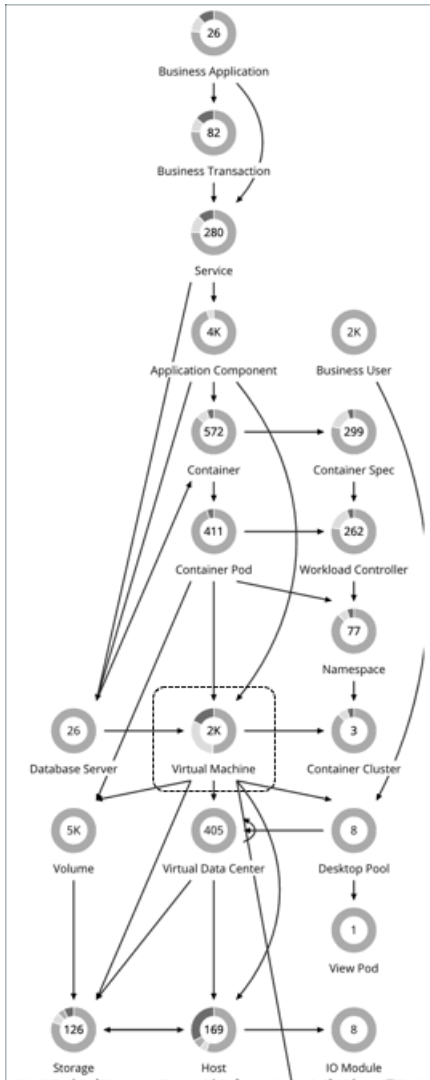 26
Business Application
82
Business Transaction
280
Service
4K
2K
Application Component
Business User
572
299
Container
Container Spec
411
262
Container Pod
Workload Controller
77
Namespace
26
2K
3
Database Server
Virtual Machine
Container Cluster
5K
405
8
Volume
Virtual Data Center
Desktop Pool
1
View Pod
126
169
8
Storage
Host
IO Module